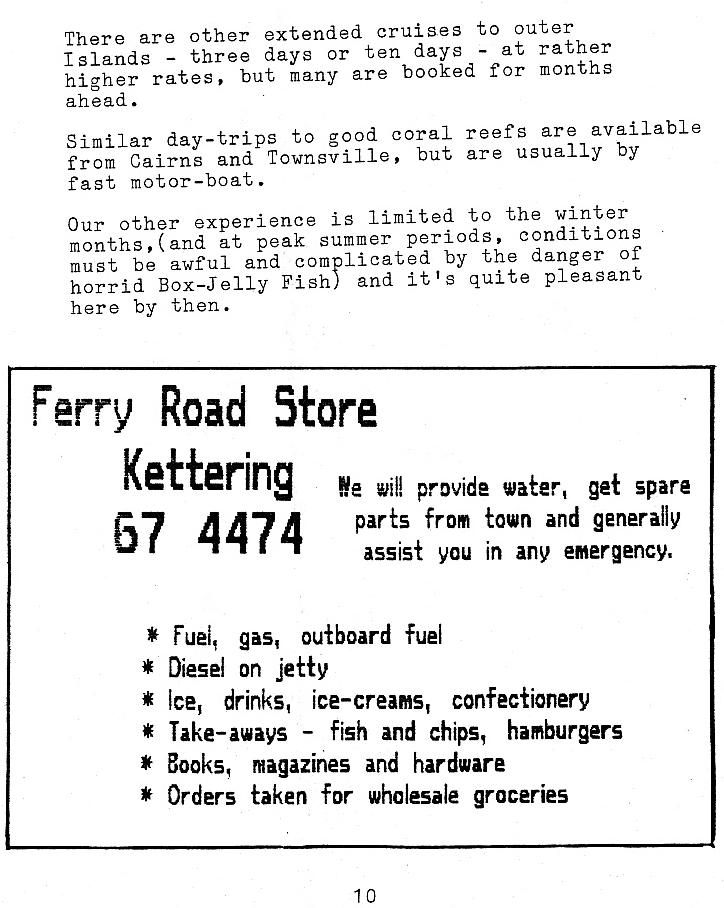 There are other extended cruises to outer
Islands - three days or ten days - at rather
higher rates, but many are booked for months
ahead.
Similar day-trips to good coral reefs are available
from Cairns and Townsville, but are usually by
fast motor-boat.
Our other experience is limited to the winter
months,(and at peak summer periods, conditions
must be awful and complicated by the danger of
horrid Box-Jelly Fish) and it's quite pleasant
here by then.
Ferry Road Store
Kettering
67 4474
We will provide water, get spare
parts from town and generally
assist you in any emergency.
* Fuel, gas, outboard fuel
* Diesel on jetty
* Ice, drinks, ice-creams, confectionery
* Take-aways - fish and chips, hamburgers
* Books, magazines and hardware
* Orders taken for wholesale groceries
10